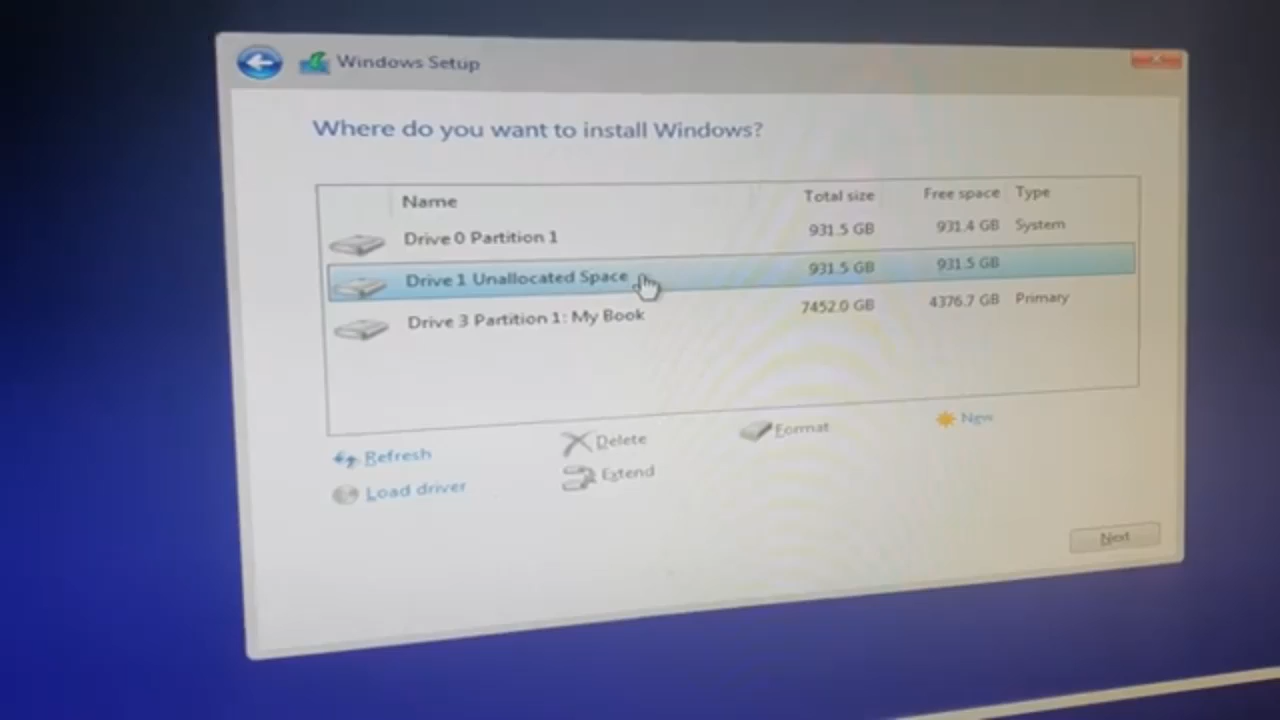 Windows Setup
Where do you want to install Windows?
Name Total size Free space Type
Drive 0 Partition 1 931.5 GB 931.4 GB System
Drive 1 Unallocated Space 931.5 GB 931.5 GB
Drive 3 Partition 1: My Book 7452.0 GB 4376.7 GB Primary
Refresh Delete Format New
Load driver Extend
Next